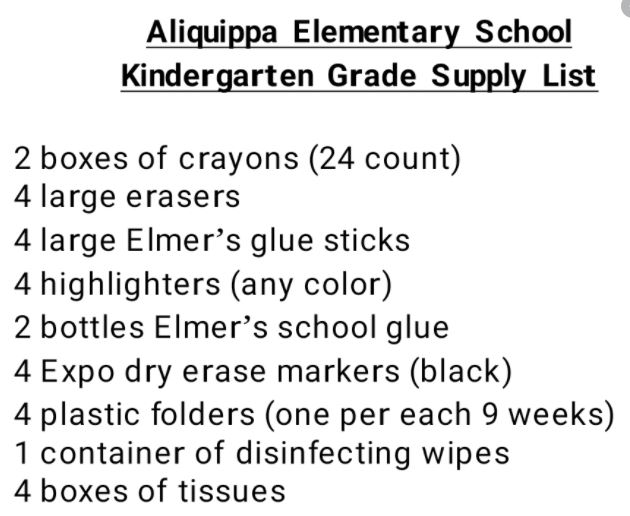 Aliquippa Elementary School
Kindergarten Grade Supply List
2 boxes of crayons (24 count)
4 large erasers
4 large Elmer’s glue sticks
4 highlighters (any color)
2 bottles Elmer’s school glue
4 Expo dry erase markers (black)
4 plastic folders (one per each 9 weeks)
1 container of disinfecting wipes
4 boxes of tissues